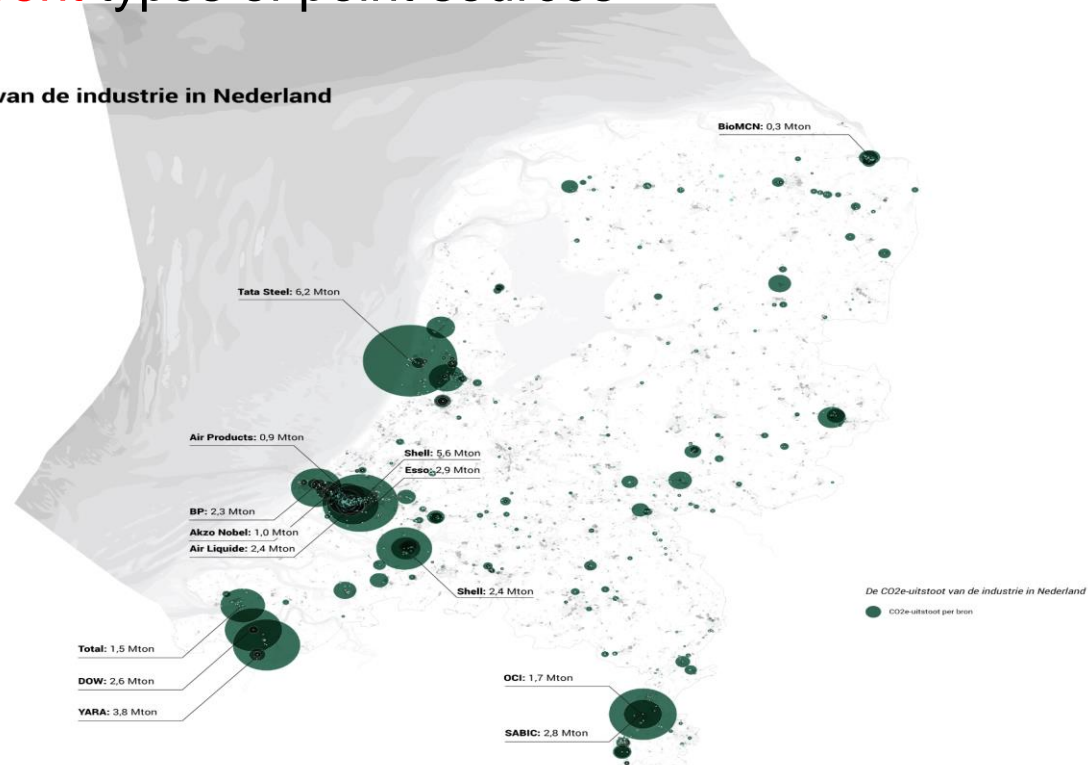 types of point sources
van de industrie in Nederland
BioMCN: 0,3 Mton
Tata Steel: 6,2 Mton
Air Products: 0,9 Mton
Shell: 5,6 Mton
Esso: 2,9 Mton
BP: 2,3 Mton
Akzo Nobel: 1,0 Mton
Air Liquide: 2,4 Mton
Shell: 2,4 Mton
De CO2e-uitstoot van de industrie in Nederland
CO2e-uitstoot per bron
Total: 1,5 Mton
DOW: 2,6 Mton
YARA: 3,8 Mton
OCI: 1,7 Mton
SABIC: 2,8 Mton